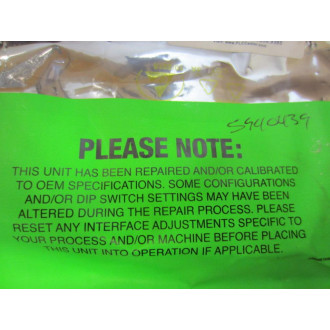 PLEASE NOTE:
THIS UNIT HAS BEEN REPAIRED AND/OR CALIBRATED
TO OEM SPECIFICATIONS. SOME CONFIGURATIONS
AND/OR DIP SWITCH SETTINGS MAY HAVE BEEN
ALTERED DURING THE REPAIR PROCESS. PLEASE
RESET ANY INTERFACE ADJUSTMENTS SPECIFIC TO
YOUR PROCESS AND/OR MACHINE BEFORE PLACING
THIS UNIT INTO OPERATION IF APPLICABLE.